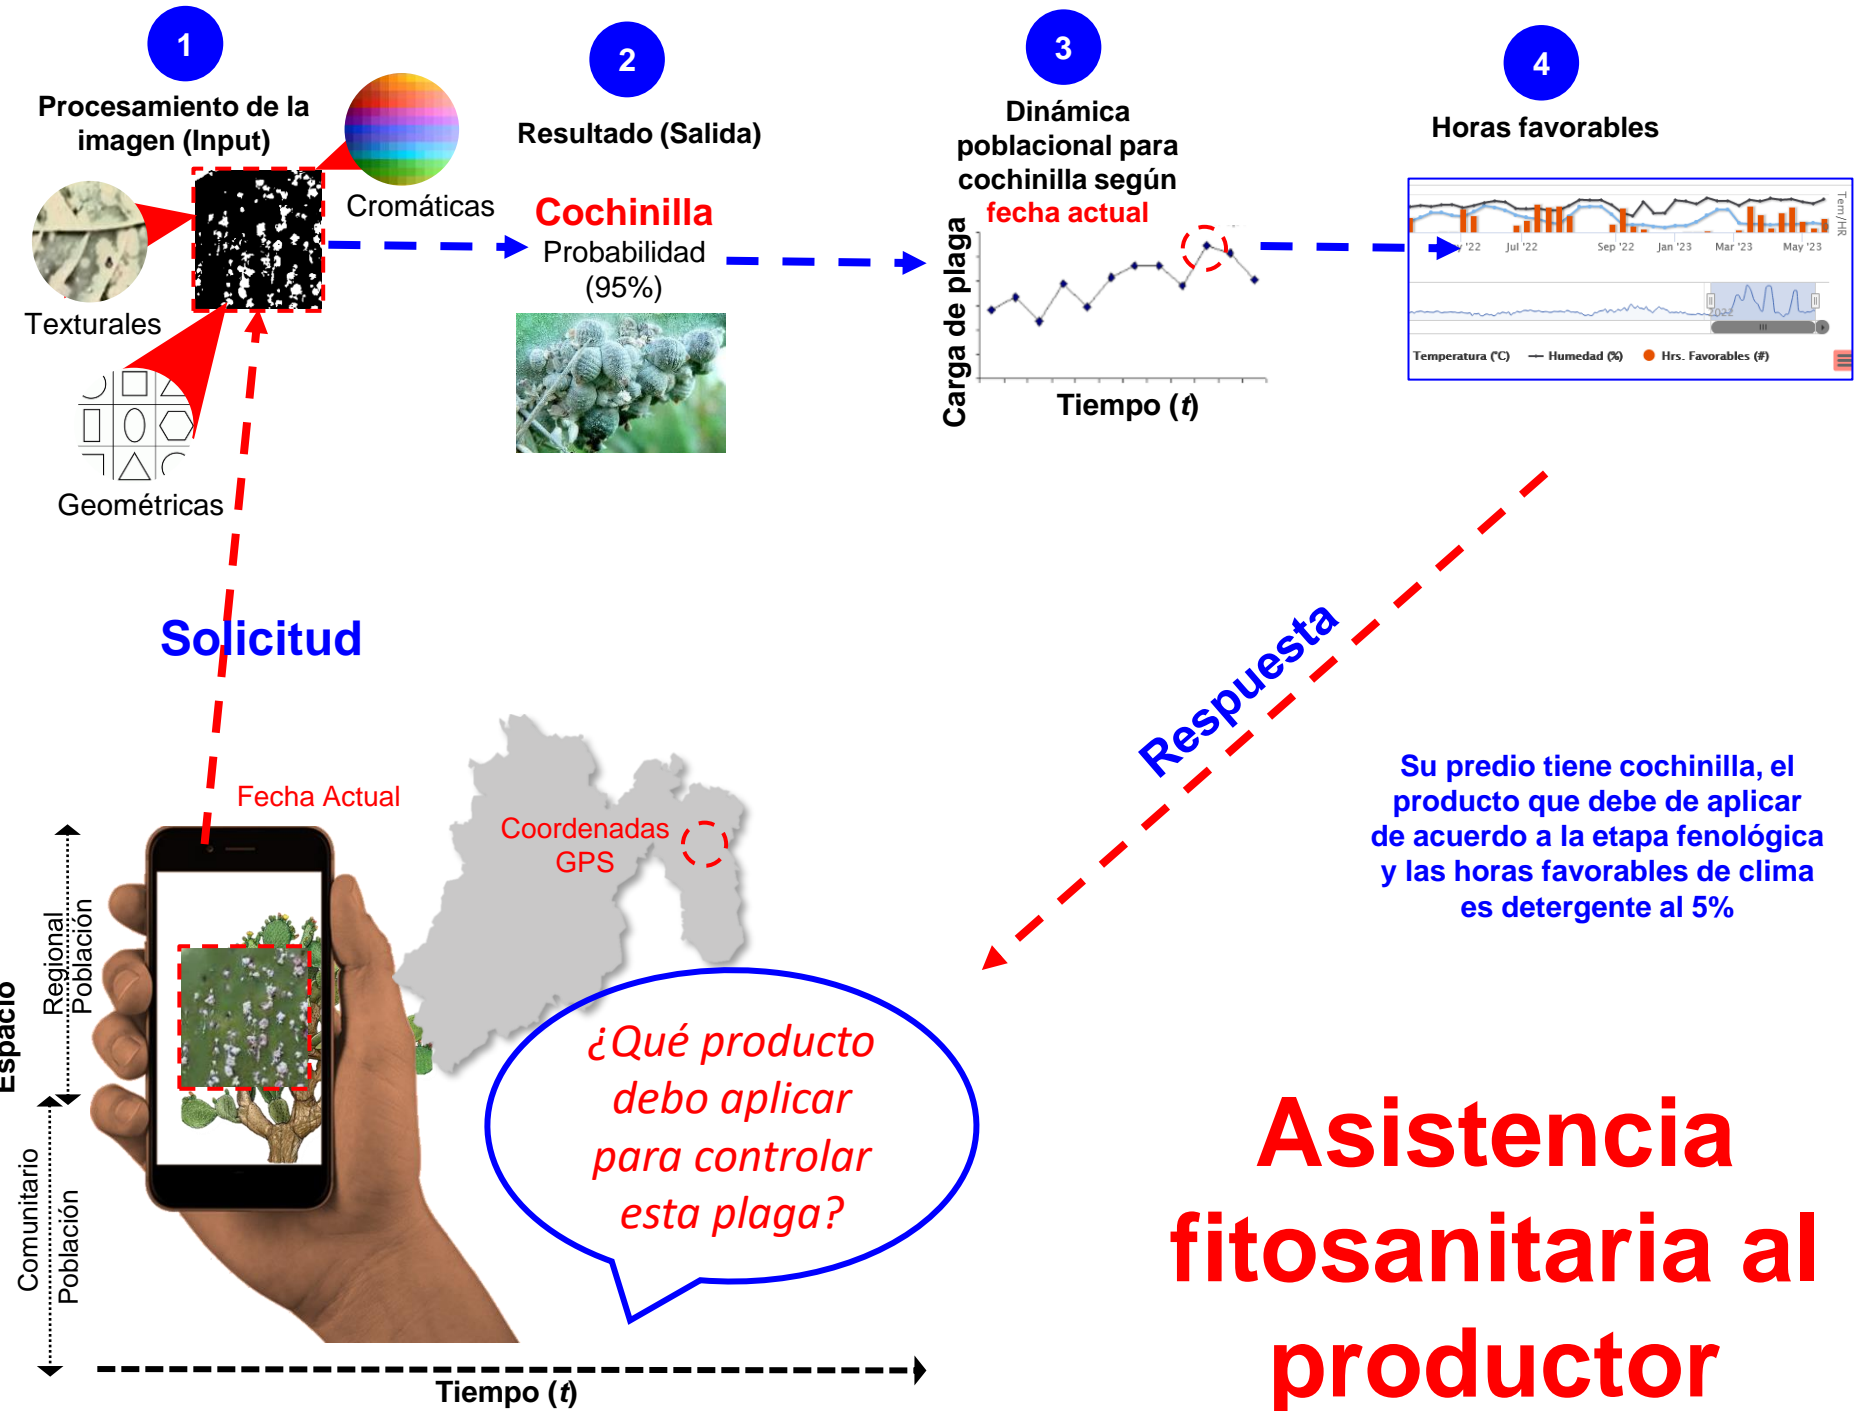 1
Procesamiento de la
imagen (Input)
Cromáticas
Texturales
Geométricas
2
Resultado (Salida)
Cochinilla
Probabilidad
(95%)
3
Dinámica
poblacional para
cochinilla según
fecha actual
Carga de plaga
Tiempo (t)
4
Horas favorables
Tem/HR
'22
Jul '22
Sep '22
Jan '23
Mar '23
May '23
2022
Temperatura (°C)
Humedad (%)
Hrs. Favorables (#)
Solicitud
Respuesta
Su predio tiene cochinilla, el
producto que debe de aplicar
de acuerdo a la etapa fenológica
y las horas favorables de clima
es detergente al 5%
Fecha Actual
Coordenadas
GPS
Espacio
Regional
Población
Comunitario
Población
¿Qué producto
debo aplicar
para controlar
esta plaga?
Tiempo (t)
Asistencia
fitosanitaria al
productor